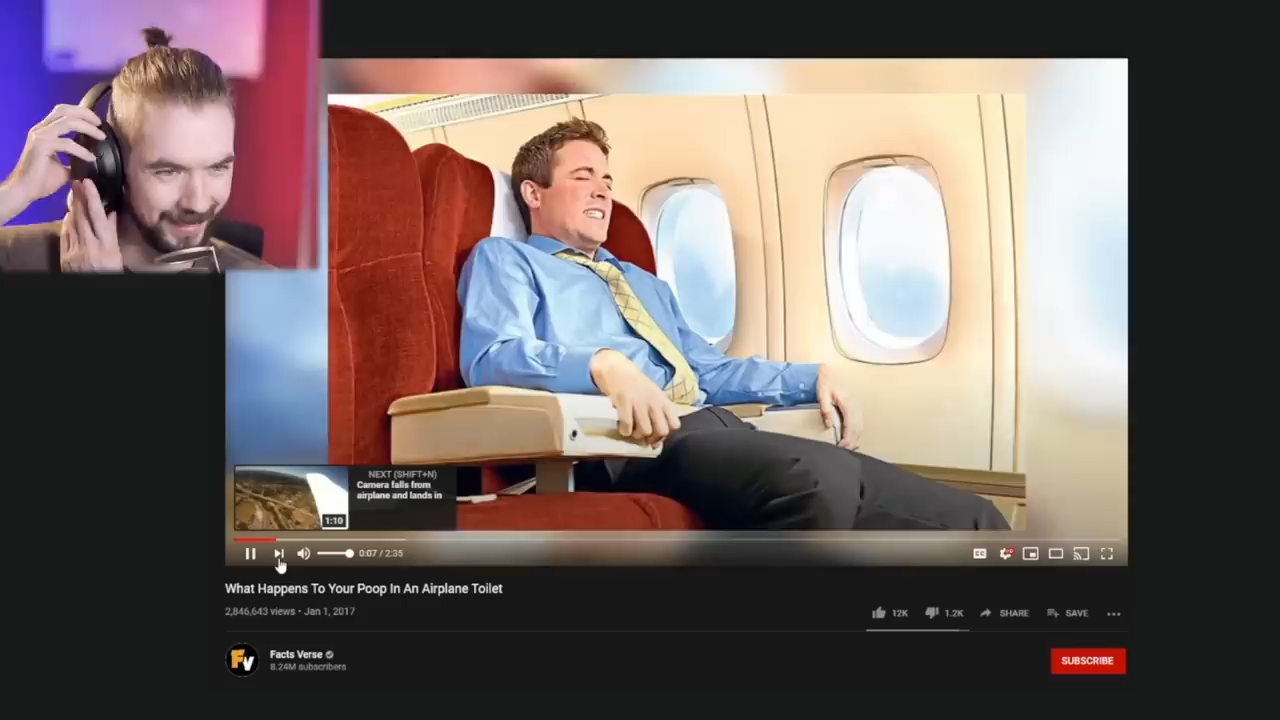 NEXT (SHIFT+N)
Camera falls from
airplane and lands in
1:10
0:07 / 2:35
CC
What Happens To Your Poop In An Airplane Toilet
2,846,643 views • Jan 1, 2017
12K
1.2K
SHARE
SAVE
FV
Facts Verse
8.24M subscribers
SUBSCRIBE